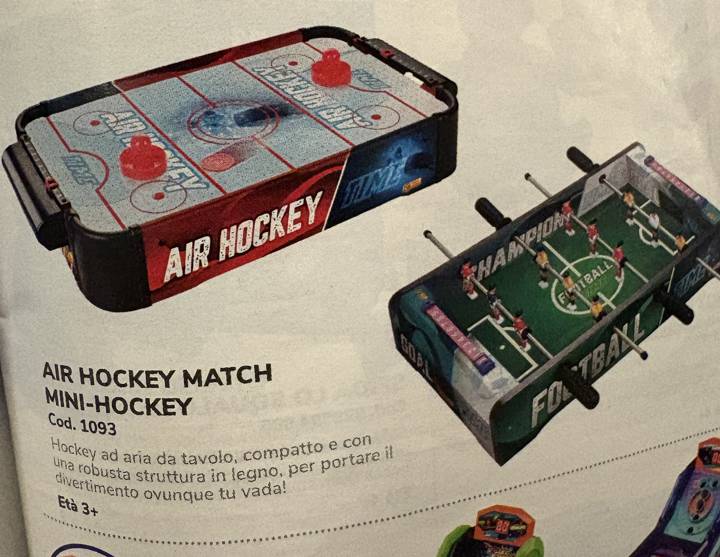 AIR HOCKEY
AIR HOCKEY
AIR HOCKEY
TIME
CHAMPION
FOOTBALL
GOAL
FOOTBALL
AIR HOCKEY MATCH
MINI-HOCKEY
Cod. 1093
Hockey ad aria da tavolo, compatto e con
una robusta struttura in legno, per portare il
divertimento ovunque tu vada!
Età 3+